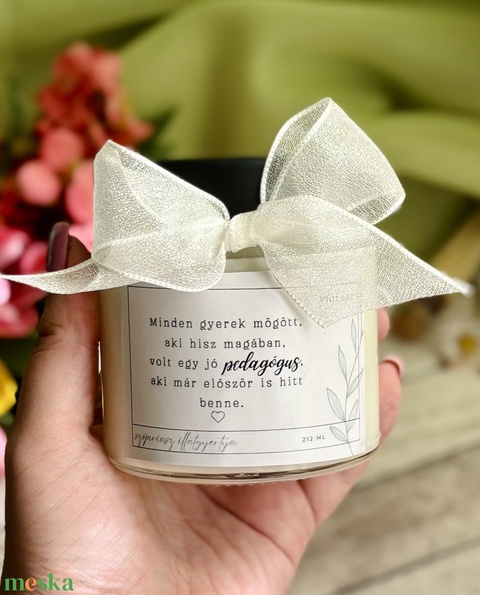 Minden gyerek mögött,
aki hisz magában,
volt egy jó pedagógus,
aki már először is hitt
benne.
212 ML
meska